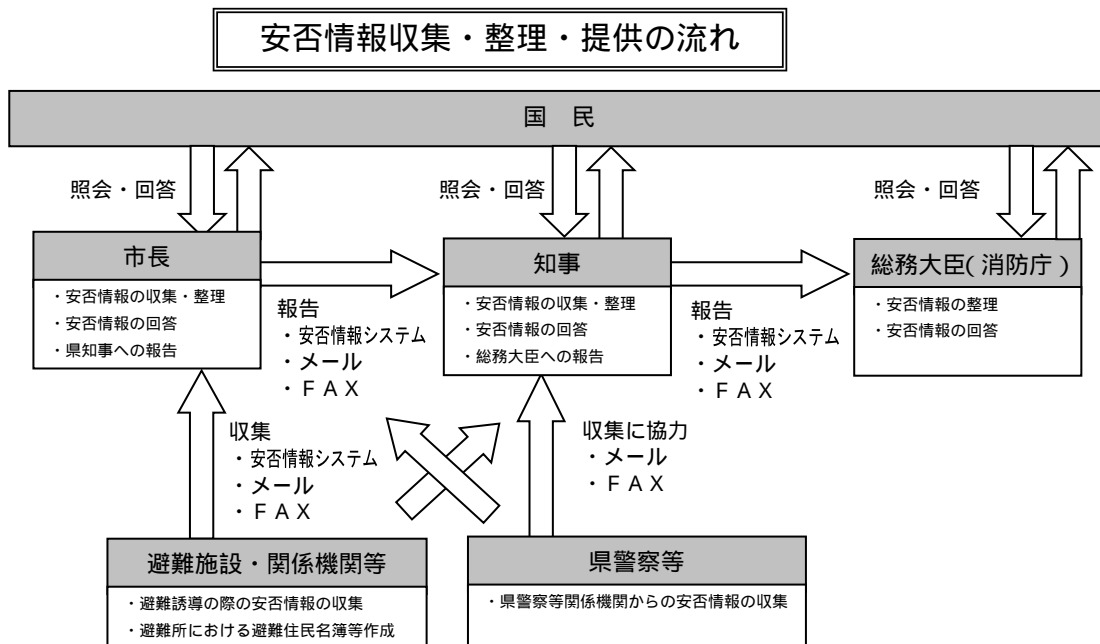 安否情報収集・整理・提供の流れ
国　民
照会・回答
照会・回答
照会・回答
市長
・安否情報の収集・整理
・安否情報の回答
・県知事への報告
報告
・安否情報システム
・メール
・ＦＡＸ
知事
・安否情報の収集・整理
・安否情報の回答
・総務大臣への報告
報告
・安否情報システム
・メール
・ＦＡＸ
総務大臣(消防庁)
・安否情報の整理
・安否情報の回答
収集
・安否情報システム
・メール
・ＦＡＸ
収集に協力
・メール
・ＦＡＸ
避難施設・関係機関等
・避難誘導の際の安否情報の収集
・避難所における避難住民名簿等作成
県警察等
・県警察等関係機関からの安否情報の収集